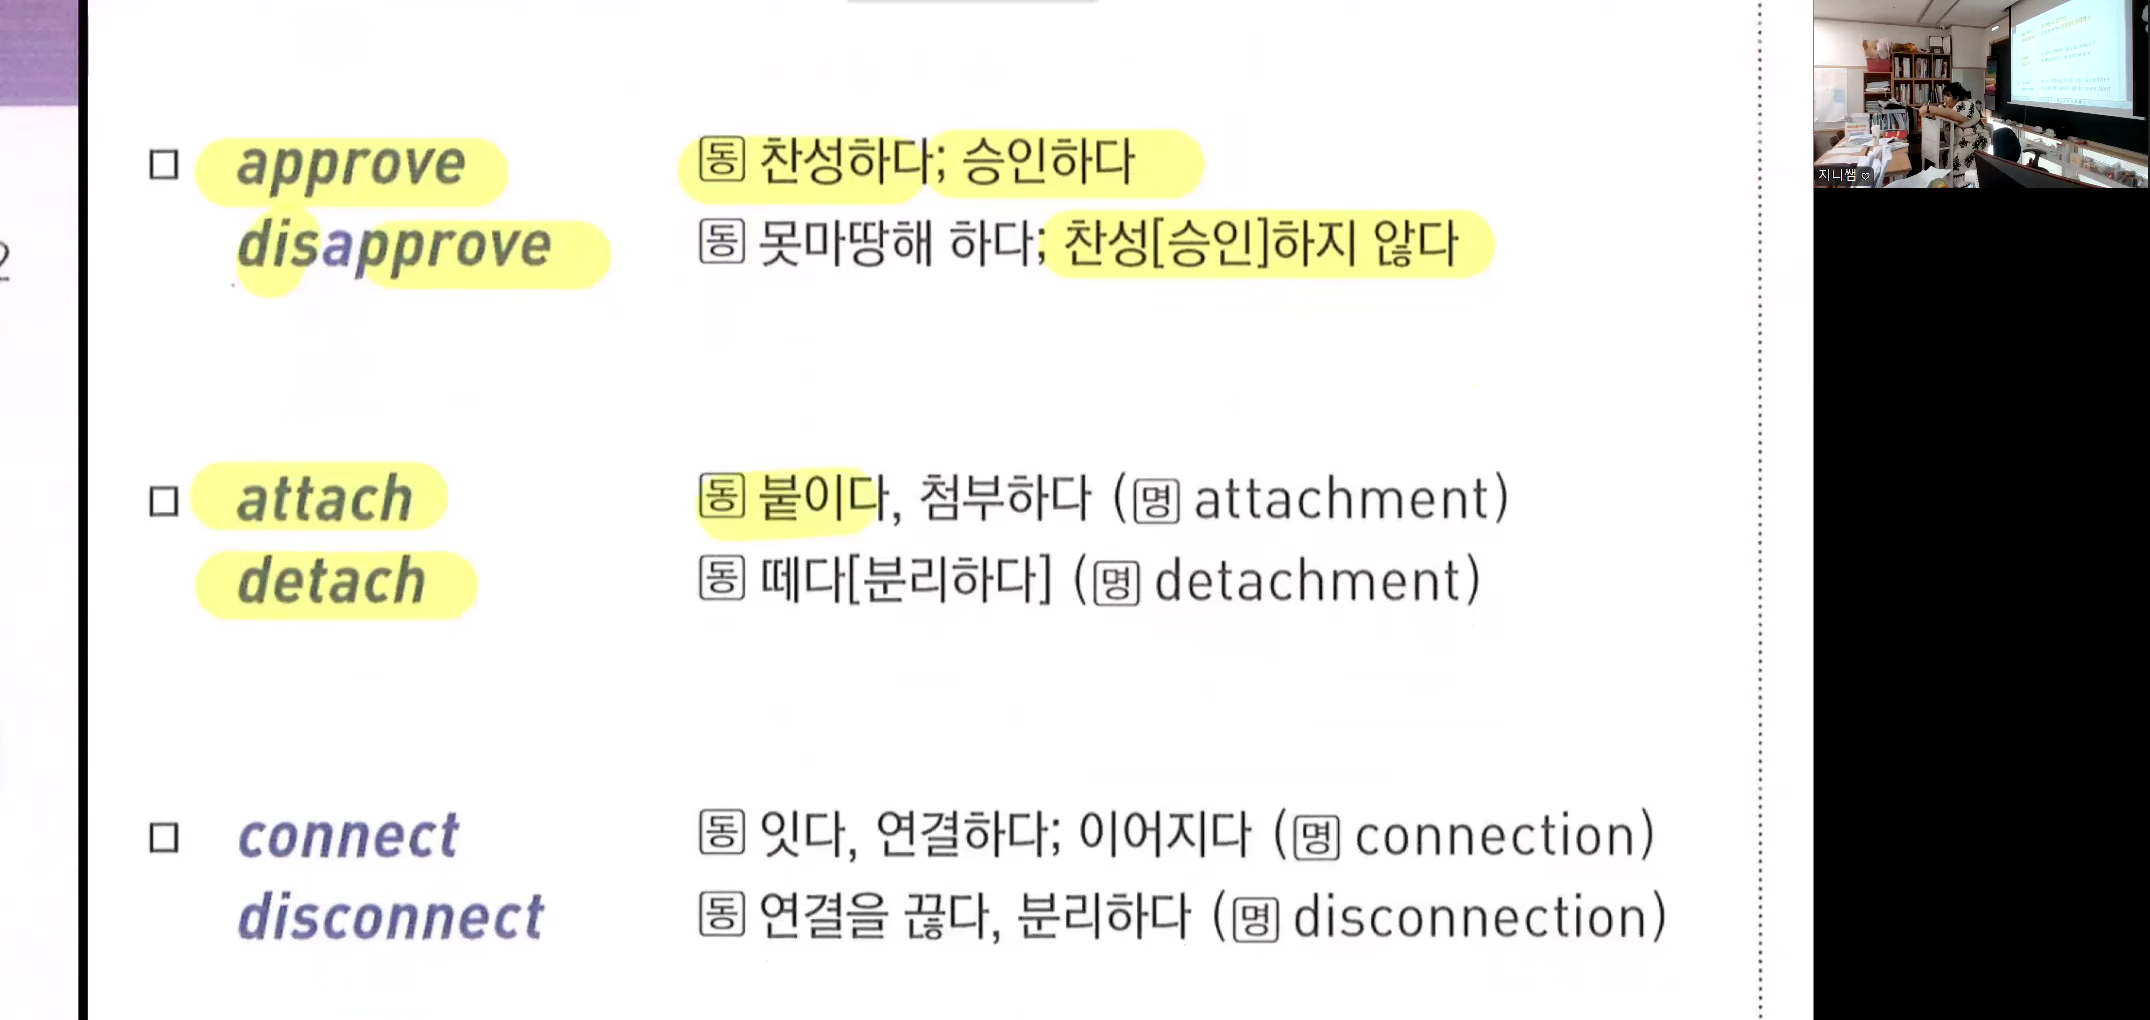 □ approve 동 찬성하다; 승인하다
disapprove 동 못마땅해 하다; 찬성[승인]하지 않다
□ attach 동 붙이다, 첨부하다 (명 attachment)
detach 동 떼다[분리하다] (명 detachment)
□ connect 동 잇다, 연결하다; 이어지다 (명 connection)
disconnect 동 연결을 끊다, 분리하다 (명 disconnection)
지니쌤 ♡